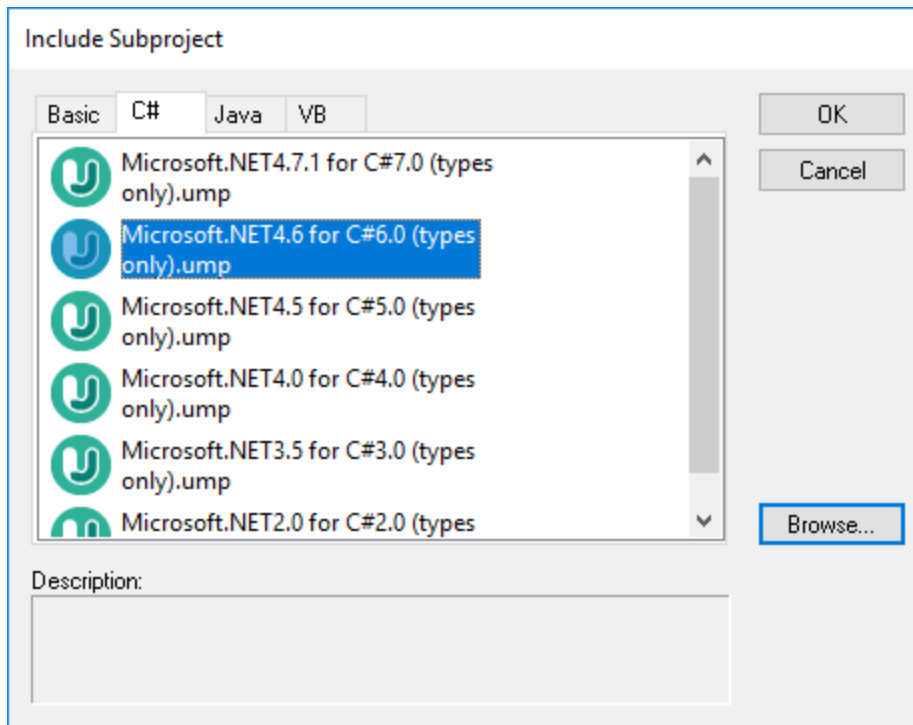 Include Subproject
Basic C# Java VB
OK
Cancel
Microsoft.NET4.7.1 for C#7.0 (types
only).ump
Microsoft.NET4.6 for C#6.0 (types
only).ump
Microsoft.NET4.5 for C#5.0 (types
only).ump
Microsoft.NET4.0 for C#4.0 (types
only).ump
Microsoft.NET3.5 for C#3.0 (types
only).ump
Microsoft.NET2.0 for C#2.0 (types
Browse...
Description: